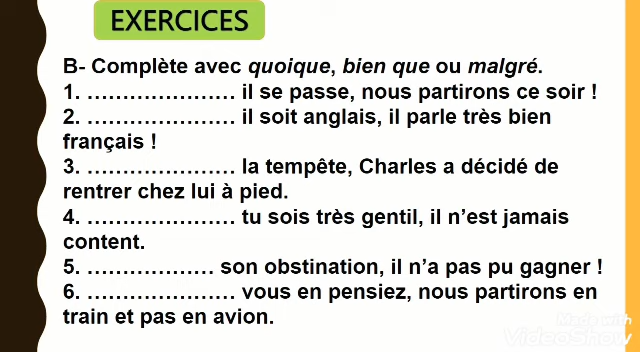 EXERCICES
B- Complète avec quoique, bien que ou malgré.
1. ………………… il se passe, nous partirons ce soir !
2. ………………… il soit anglais, il parle très bien
français !
3. ………………… la tempête, Charles a décidé de
rentrer chez lui à pied.
4. ………………… tu sois très gentil, il n’est jamais
content.
5. ……………… son obstination, il n’a pas pu gagner !
6. ………………… vous en pensiez, nous partirons en
train et pas en avion.
Made with
VideoShow